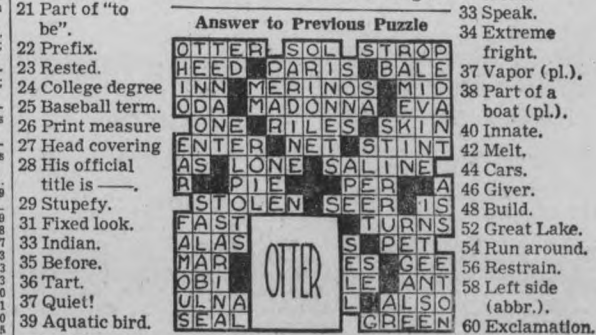 21 Part of "to
be".
22 Prefix.
23 Rested.
24 College degree
25 Baseball term.
26 Print measure
27 Head covering
28 His official
title is —.
29 Stupefy.
31 Fixed look.
33 Indian.
35 Before.
36 Tart.
37 Quiet!
39 Aquatic bird.
Answer to Previous Puzzle
OTTER SOL STROP
HEED PARIS BALE
INN MERINOS MID
ODA MADONNA EVA
ONE RILES SKIN
ENTER NET STINT
AS LONE SALINE
R PIE PER A
STOLEN SEER IS
FAST TURNS
ALAS S PET
MAR ES GEE
OBI LE ANT
ULNA L ALSO
SEAL GREEN
OTTER
33 Speak.
34 Extreme
fright.
37 Vapor (pl.).
38 Part of a
boat (pl.).
40 Innate.
42 Melt.
44 Cars.
46 Giver.
48 Build.
52 Great Lake.
54 Run around.
56 Restrain.
58 Left side
(abbr.).
60 Exclamation.